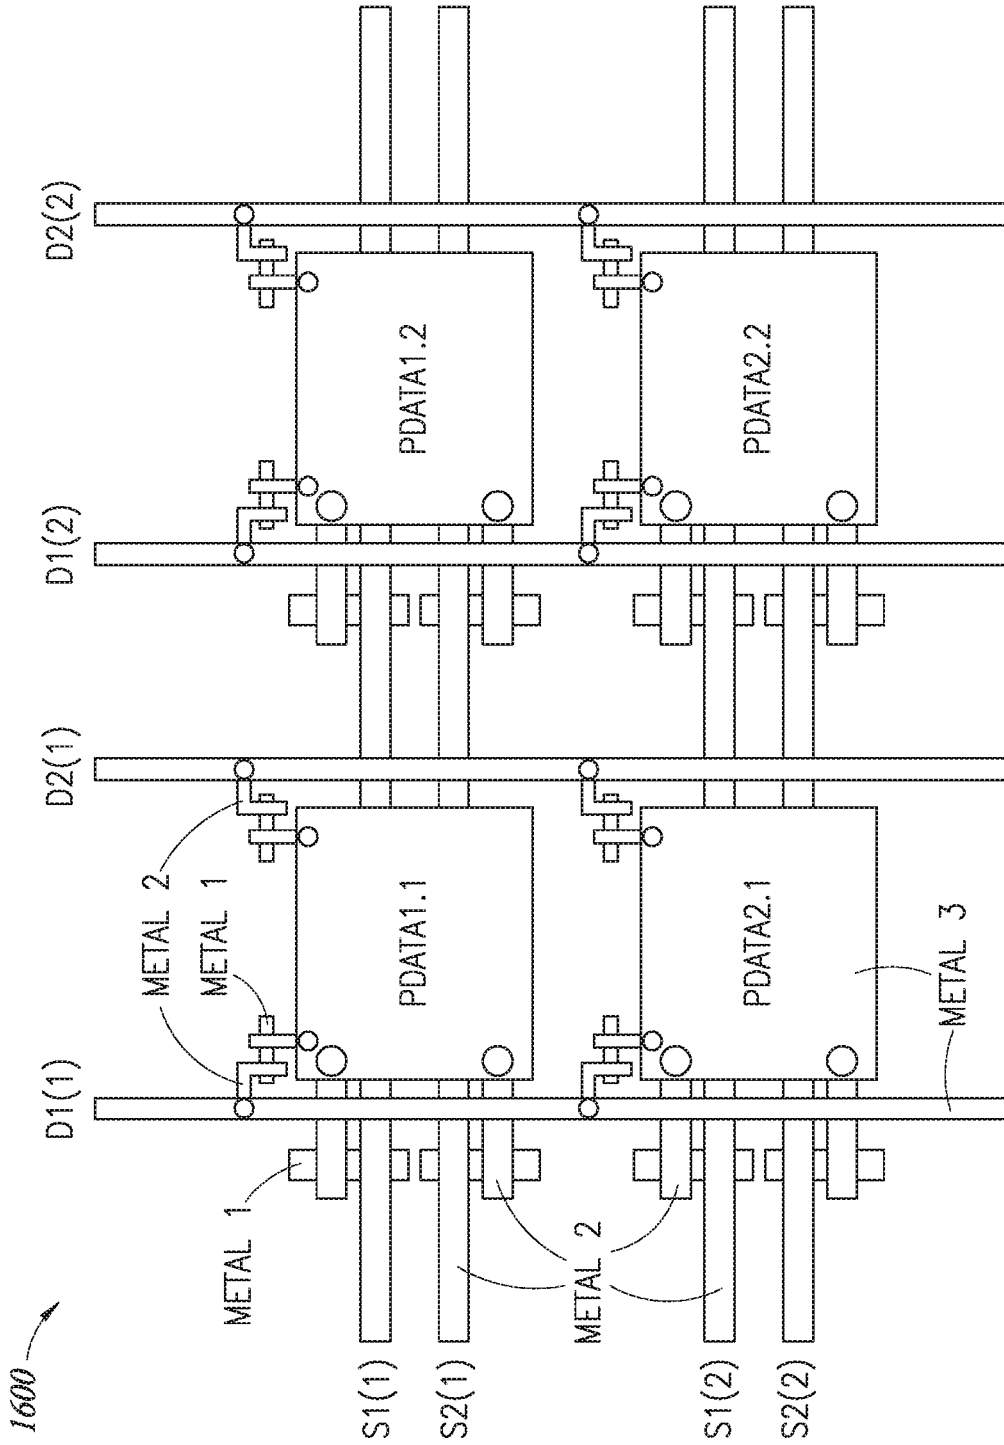 1600
D1(1)
D2(1)
D1(2)
D2(2)
METAL 2
METAL 1
METAL 1
S1(1)
PDATA1.1
PDATA1.2
S2(1)
METAL 2
S1(2)
PDATA2.1
PDATA2.2
S2(2)
METAL 3